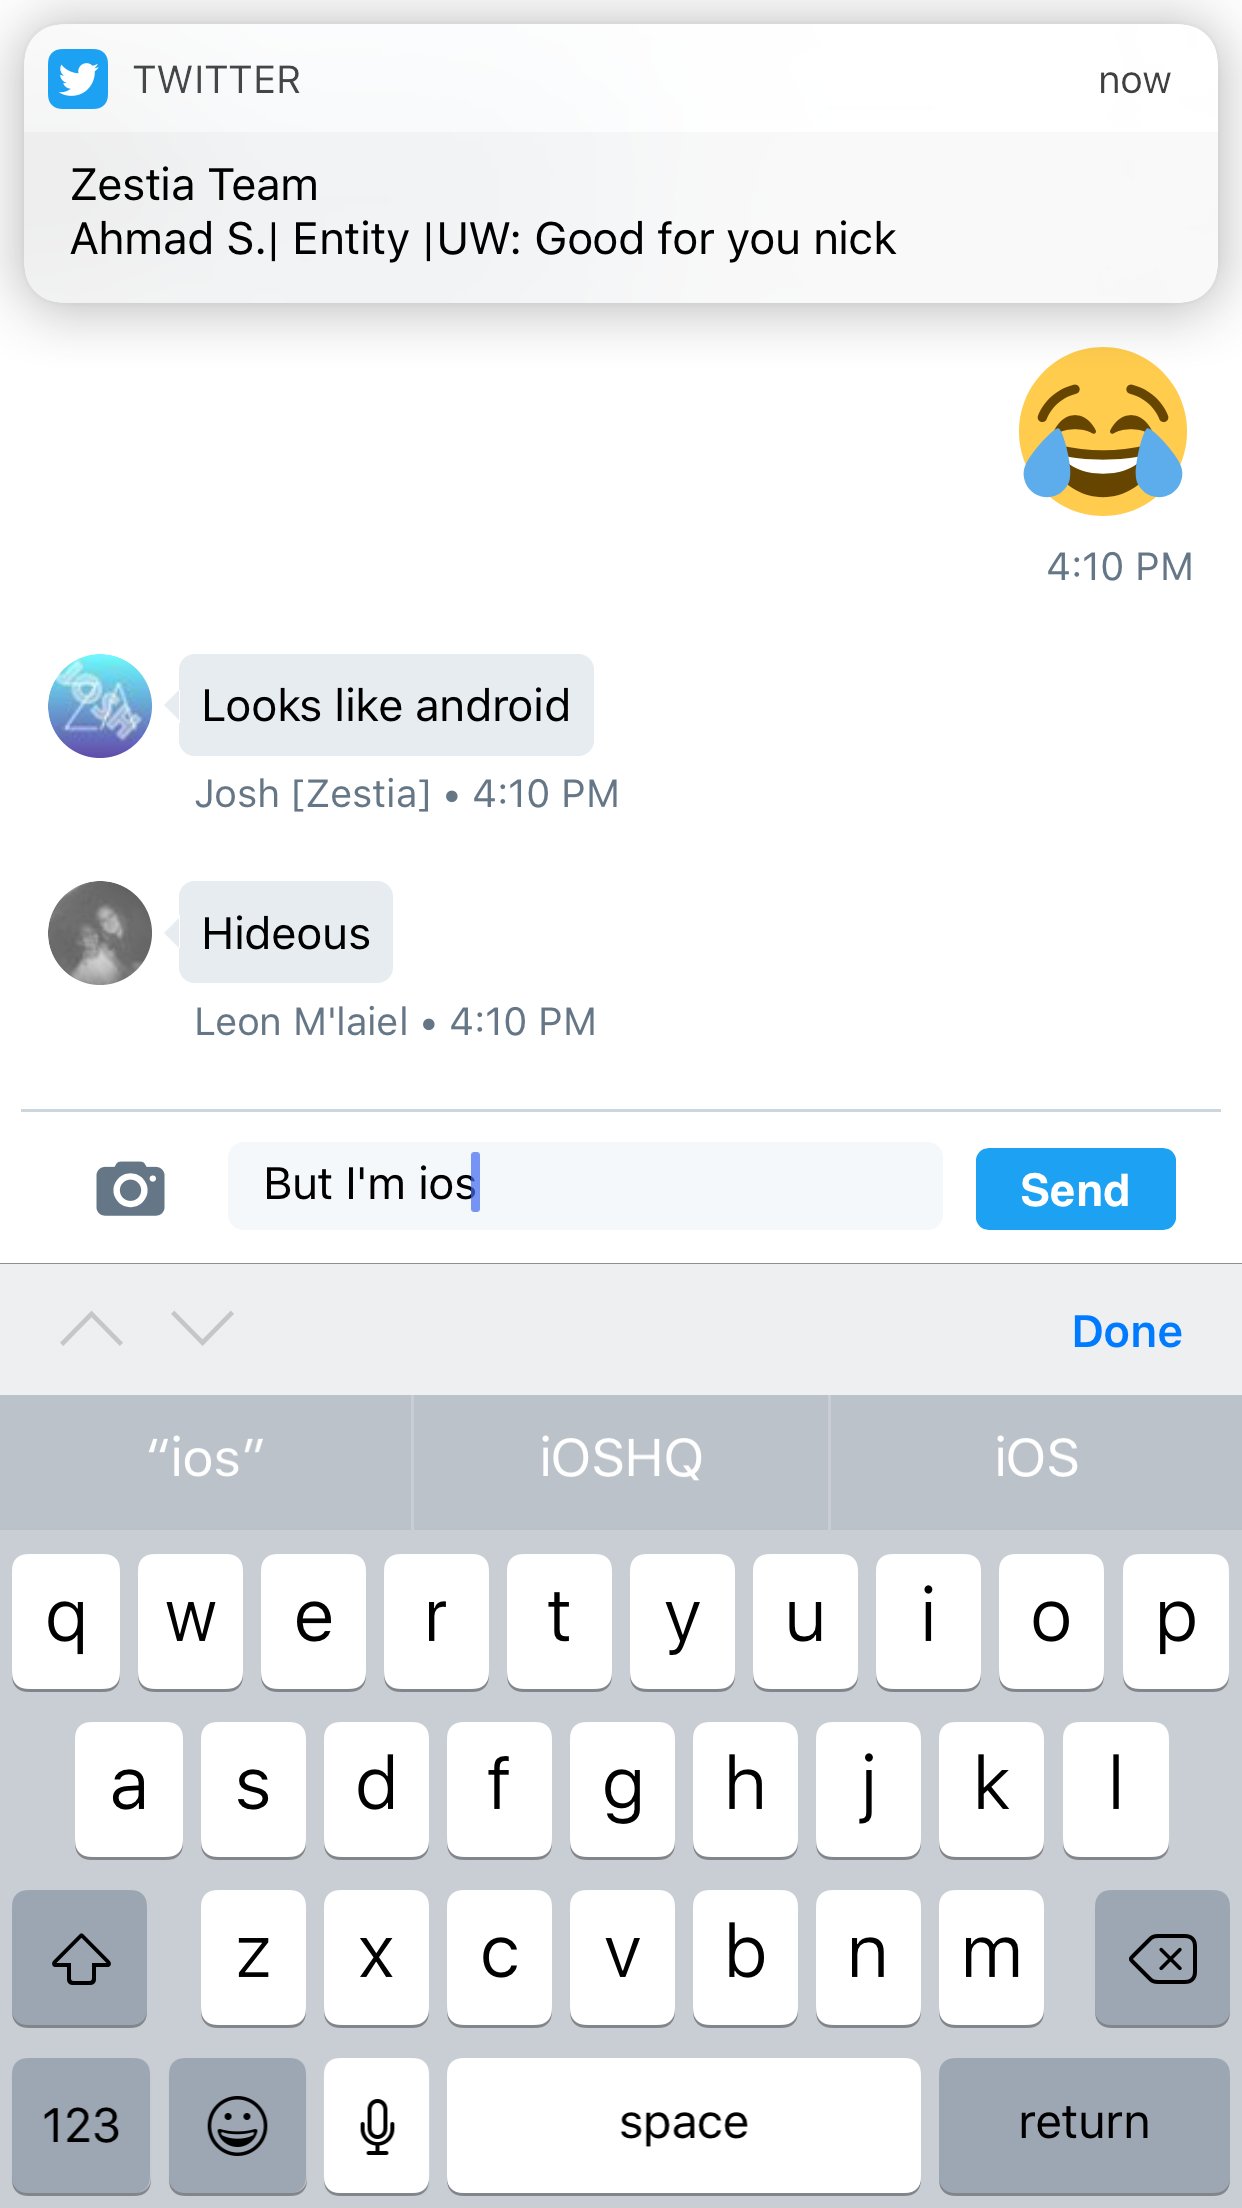 TWITTER
now
Zestia Team
Ahmad S.| Entity |UW: Good for you nick
4:10 PM
Looks like android
Josh [Zestia] • 4:10 PM
Hideous
Leon M'laiel • 4:10 PM
But I'm ios
Send
Done
“ios” iOSHQ iOS
q w e r t y u i o p
a s d f g h j k l
z x c v b n m
123 space return